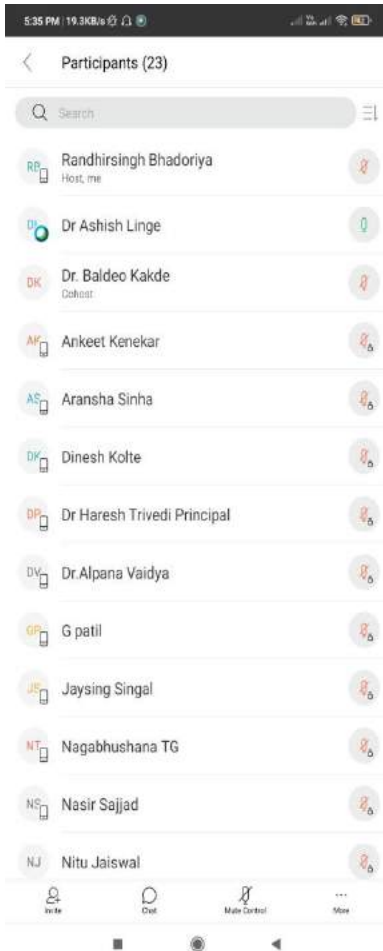 5:35 PM 19.3KB/s
Participants (23)
Search
RB
Randhirsingh Bhadoriya
Host, me
Dr Ashish Linge
DK
Dr. Baldeo Kakde
Cohost
AK
Ankeet Kenekar
AS
Aransha Sinha
DK
Dinesh Kolte
DP
Dr Haresh Trivedi Principal
DV
Dr.Alpana Vaidya
GP
G patil
JS
Jaysing Singal
NT
Nagabhushana TG
NS
Nasir Sajjad
NJ
Nitu Jaiswal
Invite
Chat
Mute Control
More